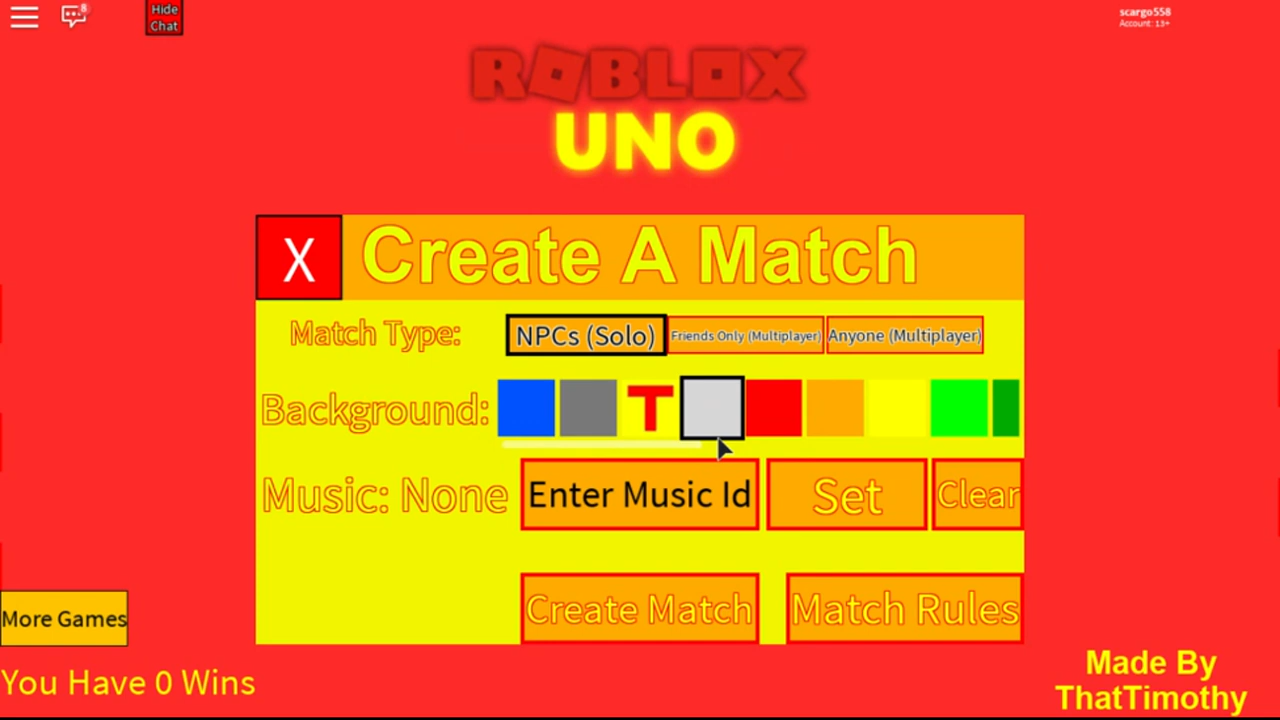 8
Hide
Chat
scargo558
Account: 13+
ROBLOX
UNO
X
Create A Match
Match Type:
NPCs (Solo)
Friends Only (Multiplayer)
Anyone (Multiplayer)
Background:
T
Music: None
Enter Music Id
Set
Clear
Create Match
Match Rules
More Games
You Have 0 Wins
Made By
ThatTimothy